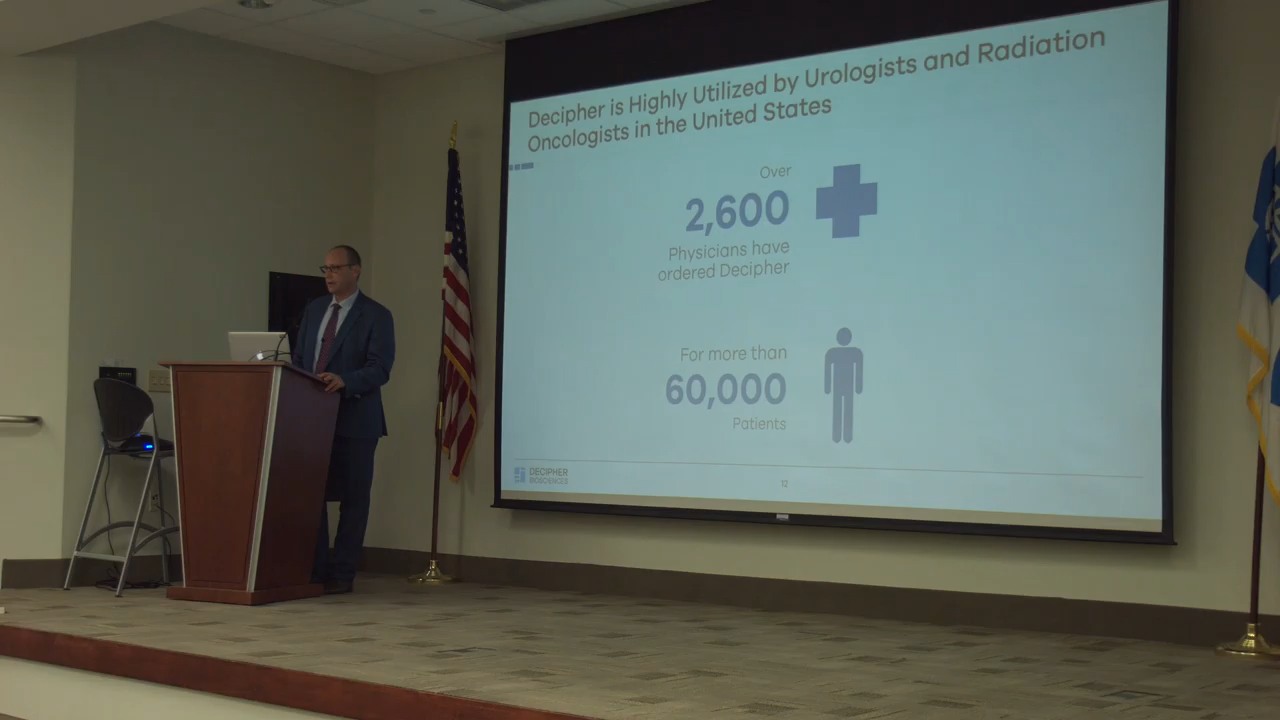 Decipher is Highly Utilized by Urologists and Radiation
Oncologists in the United States
Over
2,600
Physicians have
ordered Decipher
For more than
60,000
Patients
DECIPHER
BIOSCIENCES
12